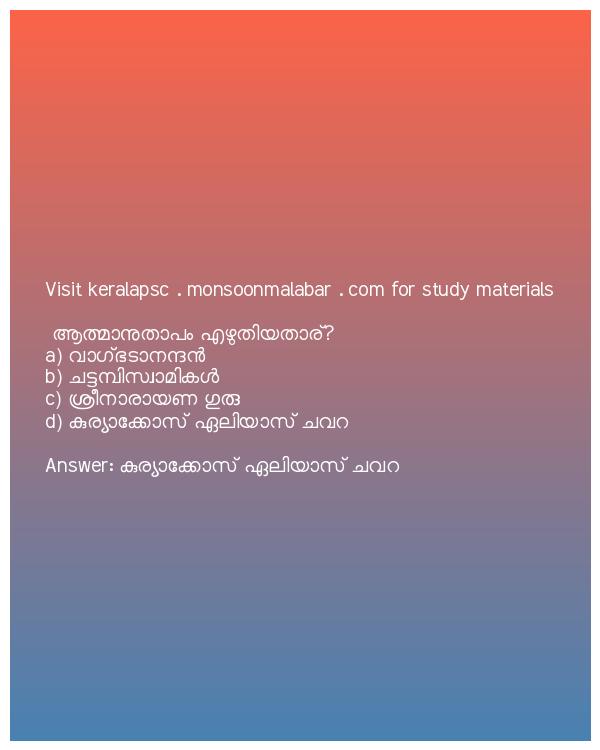 Visit keralapsc . monsoonmalabar . com for study materials
ആത്മാനുതാപം എഴുതിയതാര്?
a) വാഗ്ഭടാനന്ദൻ
b) ചട്ടമ്പിസ്വാമികൾ
c) ശ്രീനാരായണ ഗുരു
d) കുര്യാക്കോസ് ഏലിയാസ് ചവറ
Answer: കുര്യാക്കോസ് ഏലിയാസ് ചവറ